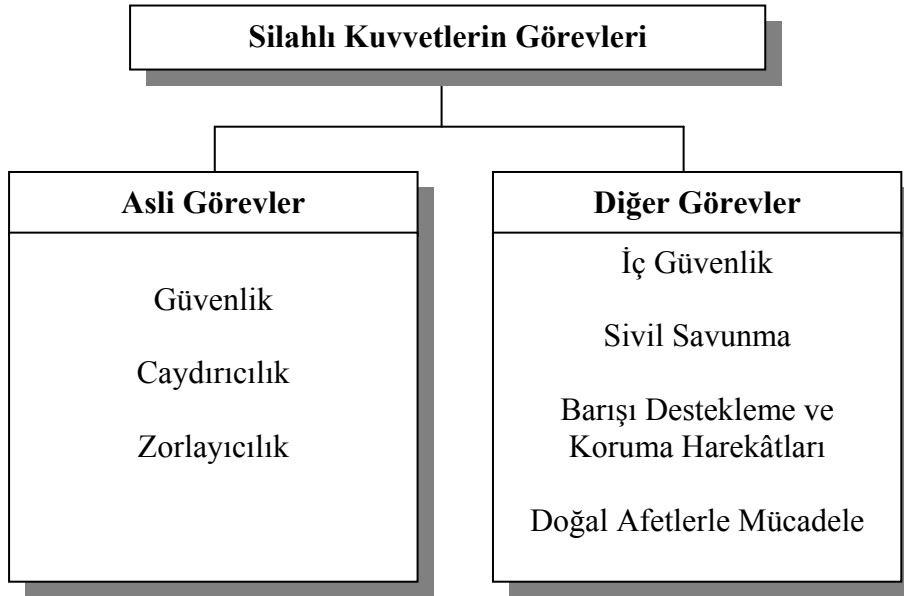 Silahlı Kuvvetlerin Görevleri
Asli Görevler
Güvenlik
Caydırıcılık
Zorlayıcılık
Diğer Görevler
İç Güvenlik
Sivil Savunma
Barışı Destekleme ve
Koruma Harekâtları
Doğal Afetlerle Mücadele